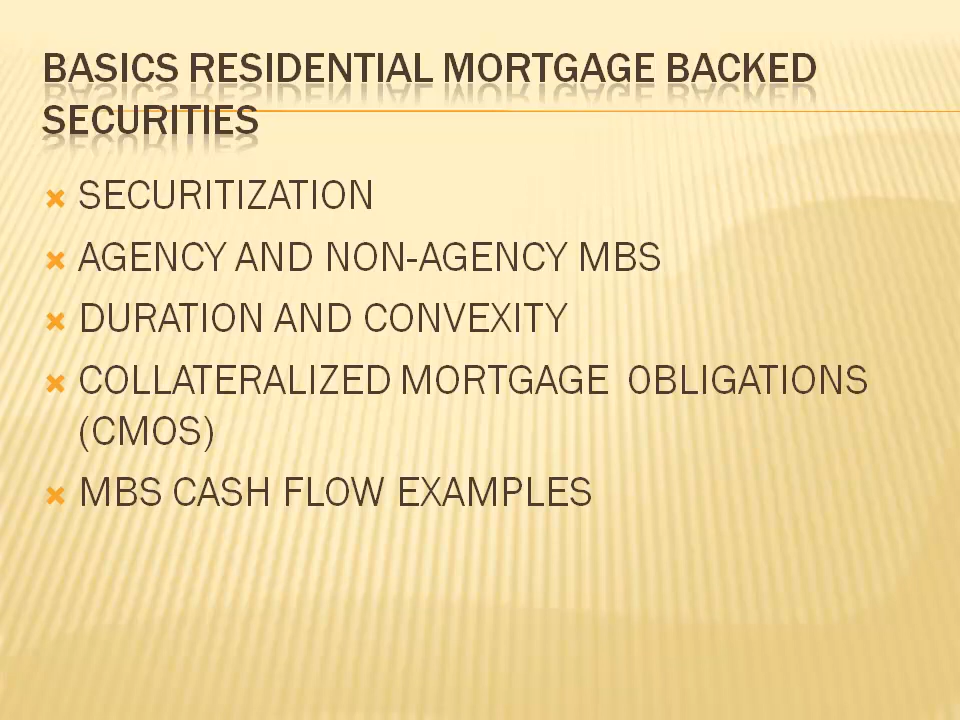 BASICS RESIDENTIAL MORTGAGE BACKED
SECURITIES
SECURITIZATION
AGENCY AND NON-AGENCY MBS
DURATION AND CONVEXITY
COLLATERALIZED MORTGAGE 0BLIGATIONS
(CMOS)
MBS CASH FLOW EXAMPLES